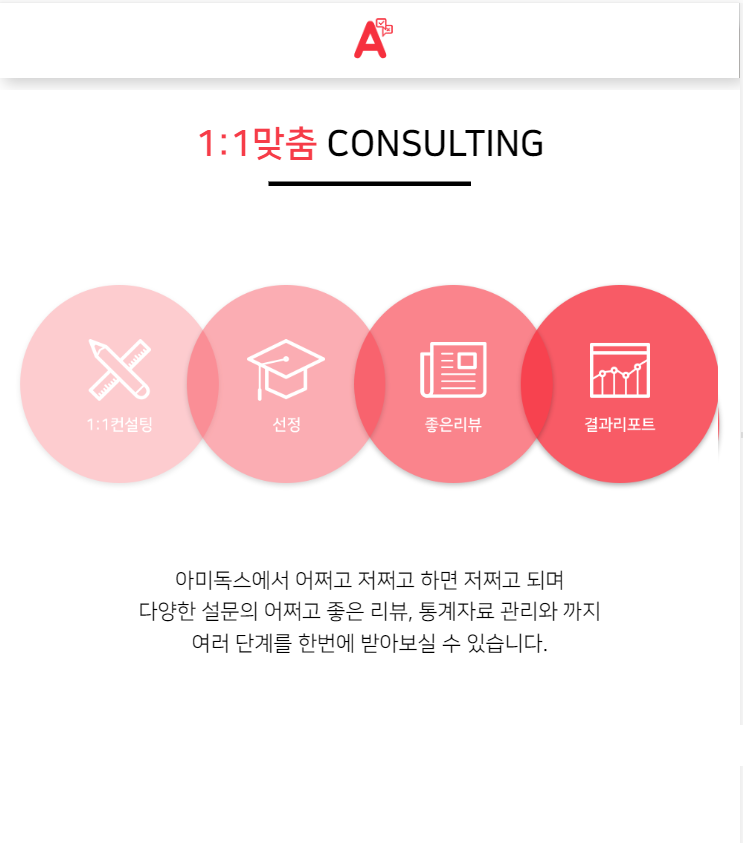 A
1:1맞춤 CONSULTING
1:1컨설팅
선정
좋은리뷰
결과리포트
아미독스에서 어쩌고 저쩌고 하면 저쩌고 되며
다양한 설문의 어쩌고 좋은 리뷰, 통계자료 관리와 까지
여러 단계를 한번에 받아보실 수 있습니다.